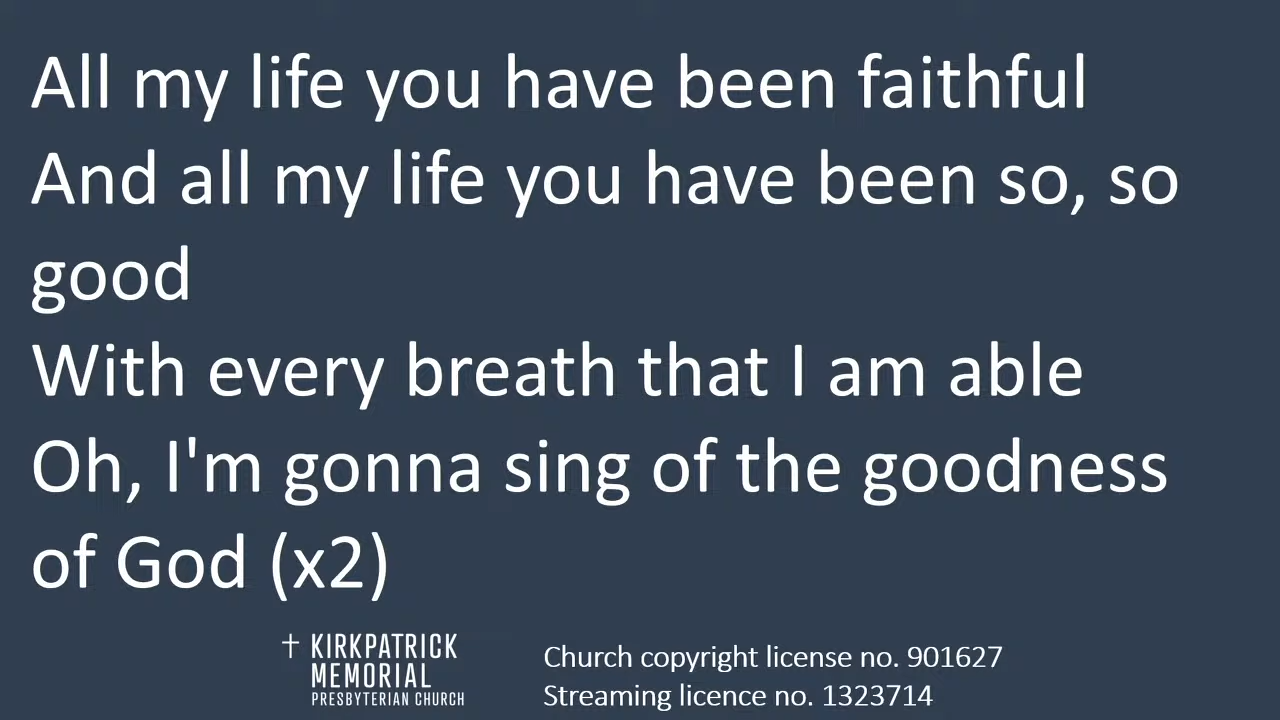 All my life you have been faithful
And all my life you have been so, so
good
With every breath that I am able
Oh, I'm gonna sing of the goodness
of God (x2)
KIRKPATRICK
MEMORIAL
PRESBYTERIAN CHURCH
Church copyright license no. 901627
Streaming licence no. 1323714